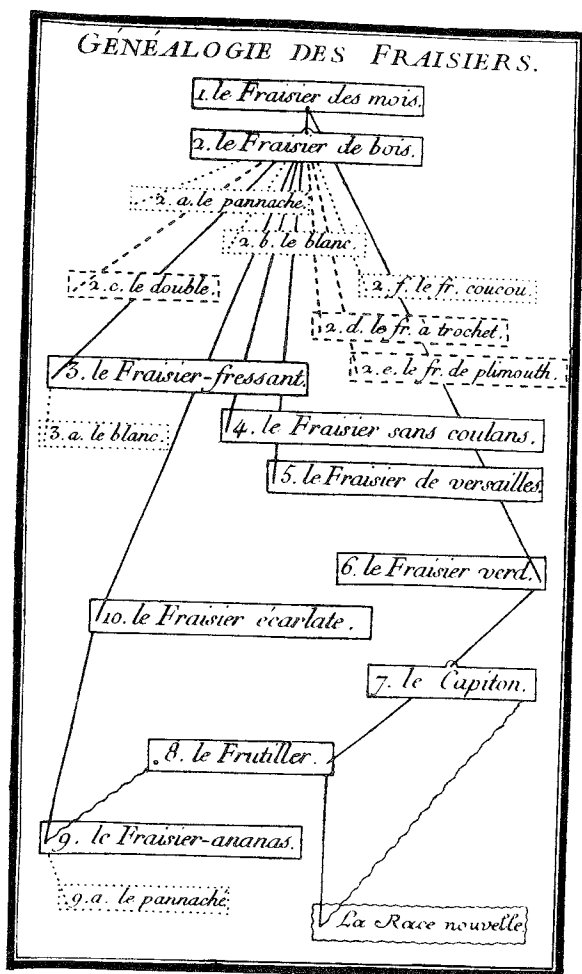 GÉNÉALOGIE DES FRAISIERS.
1. le Fraisier des mois.
2. le Fraisier de bois.
2. a. le pannaché.
2. b. le blanc.
2. c. le double.
2. f. le fr. coucou.
2. d. le fr. a trochet.
2. e. le fr. de plimouth.
3. le Fraisier-fressant.
3. a. le blanc.
4. le Fraisier sans coulans.
5. le Fraisier de versailles.
6. le Fraisier verd.
10. le Fraisier écarlate.
7. le Capiton.
8. le Frutiller.
9. le Fraisier-ananas.
9. a. le pannaché
La Race nouvelle